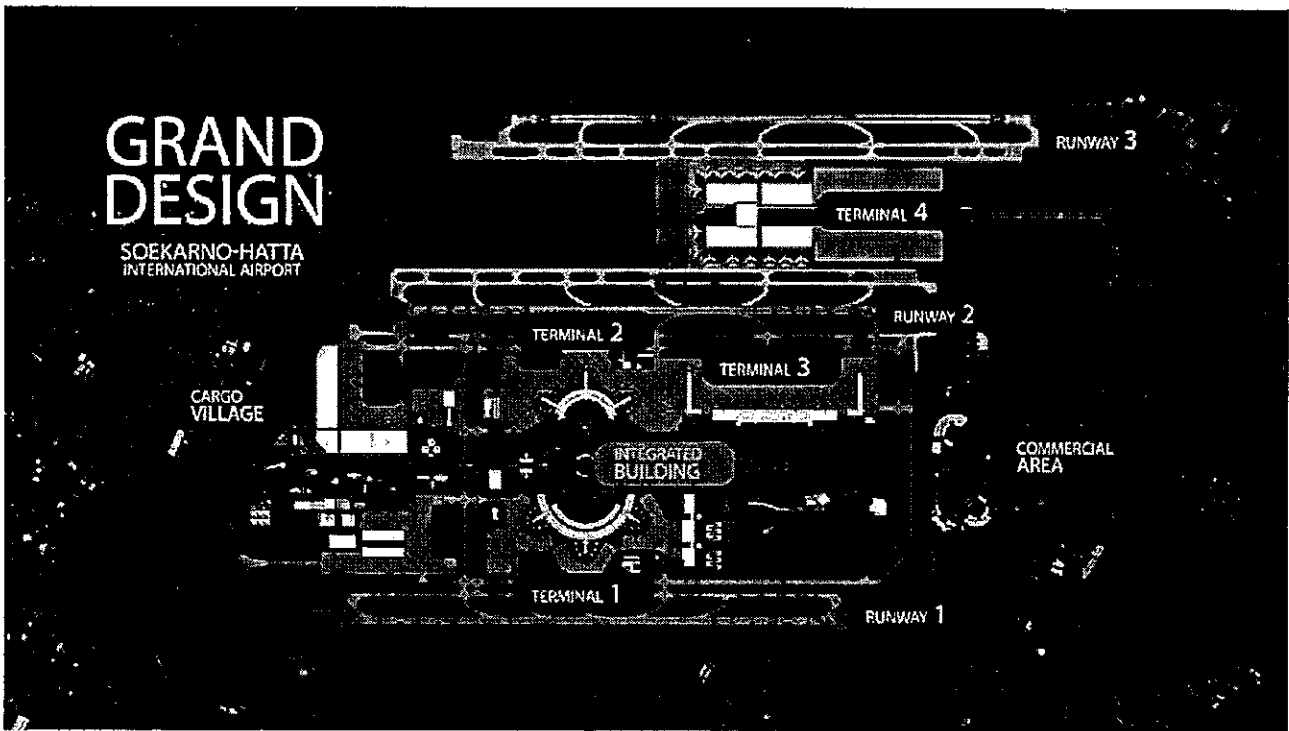 GRAND
DESIGN
SOEKARNO-HATTA
INTERNATIONAL AIRPORT
RUNWAY 3
TERMINAL 4
RUNWAY 2
TERMINAL 2
TERMINAL 3
CARGO
VILLAGE
INTEGRATED
BUILDING
COMMERCIAL
AREA
TERMINAL 1
RUNWAY 1